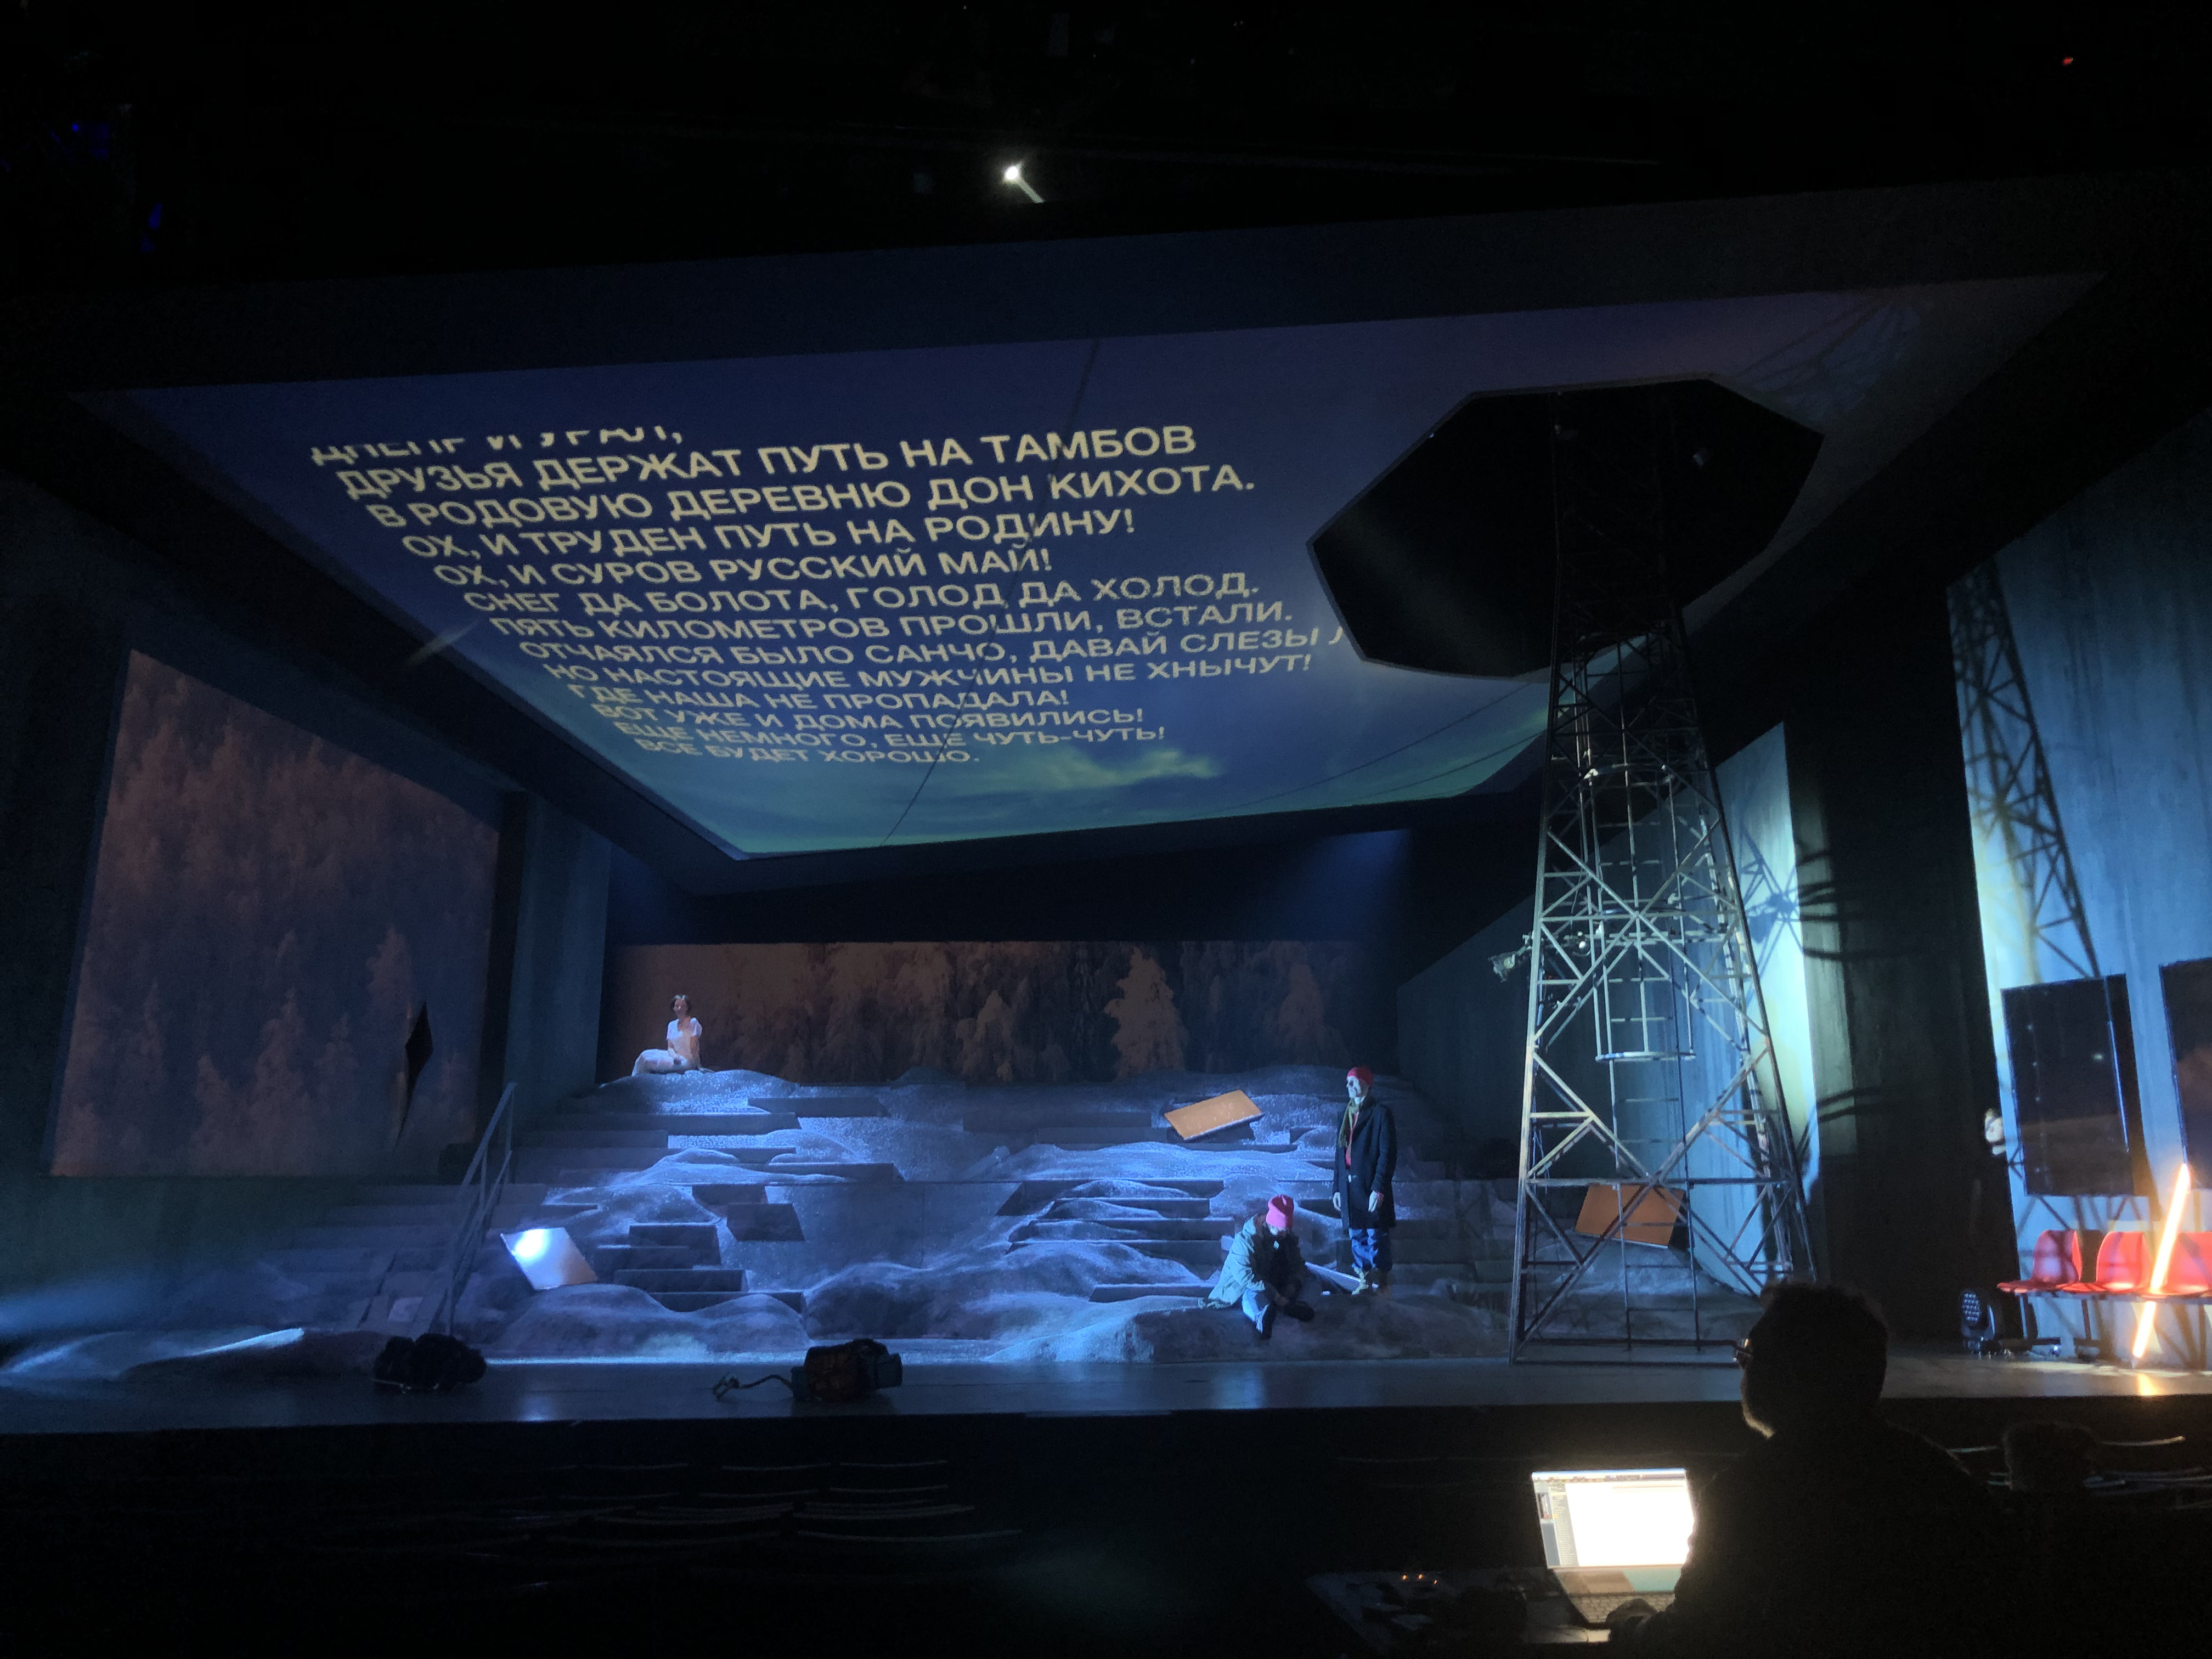 ДРУЗЬЯ ДЕРЖАТ ПУТЬ НА ТАМБОВ
В РОДОВУЮ ДЕРЕВНЮ ДОН КИХОТА.
ОХ, И ТРУДЕН ПУТЬ НА РОДИНУ!
ОХ, И СУРОВ РУССКИЙ МАЙ!
СНЕГ ДА БОЛОТА, ГОЛОД ДА ХОЛОД.
ПЯТЬ КИЛОМЕТРОВ ПРОШЛИ, ВСТАЛИ.
ОТЧАЯЛСЯ БЫЛО САНЧО, ДАВАЙ СЛЕЗЫ
НО НАСТОЯЩИЕ МУЖЧИНЫ НЕ ХНЫЧУТ!
ГДЕ НАША НЕ ПРОПАДАЛА!
ВОТ УЖЕ И ДОМА ПОЯВИЛИСЬ!
ЕЩЕ НЕМНОГО, ЕЩЕ ЧУТЬ-ЧУТЬ!
ВСЕ БУДЕТ ХОРОШО.